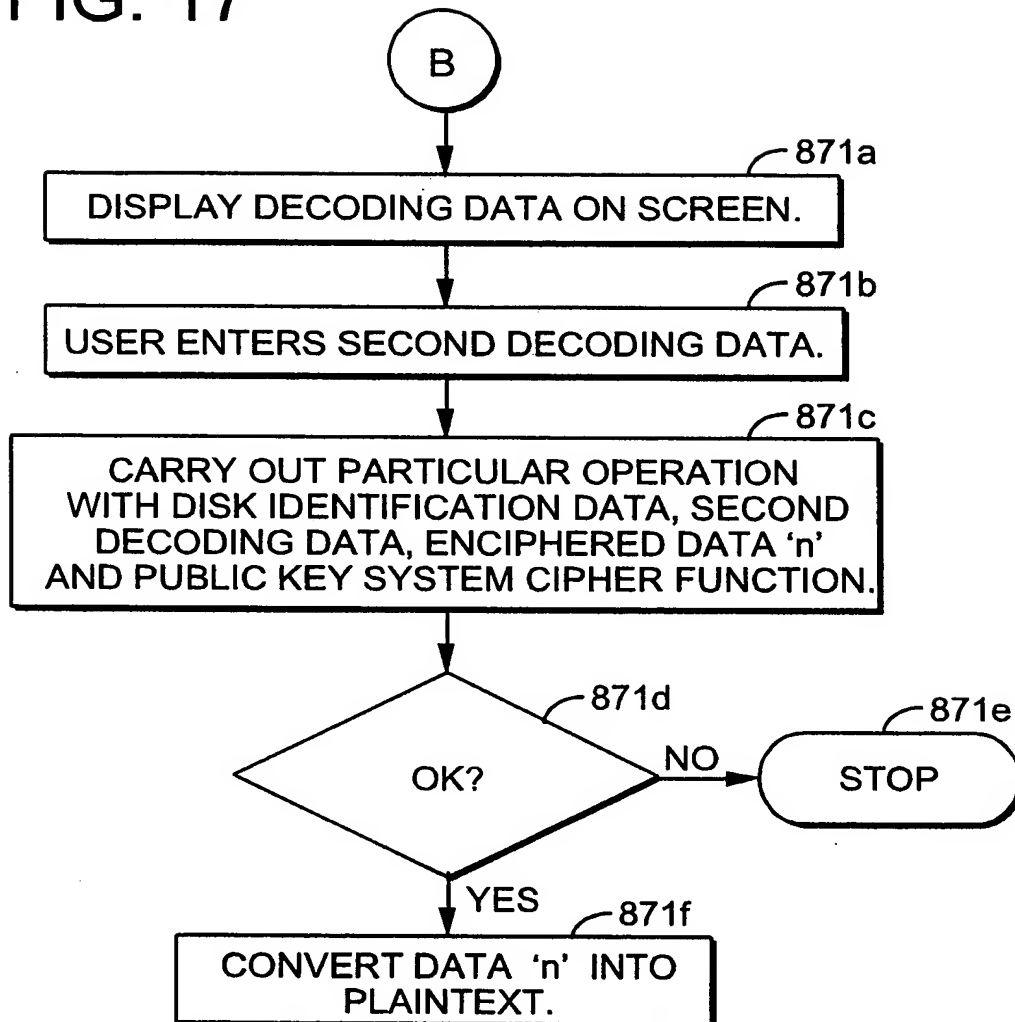 FIG. 17
B
871a
DISPLAY DECODING DATA ON SCREEN.
871b
USER ENTERS SECOND DECODING DATA.
871c
CARRY OUT PARTICULAR OPERATION
WITH DISK IDENTIFICATION DATA, SECOND
DECODING DATA, ENCIPHERED DATA ‘n’
AND PUBLIC KEY SYSTEM CIPHER FUNCTION.
871d
OK?
NO
871e
STOP
YES
871f
CONVERT DATA ‘n’ INTO
PLAINTEXT.